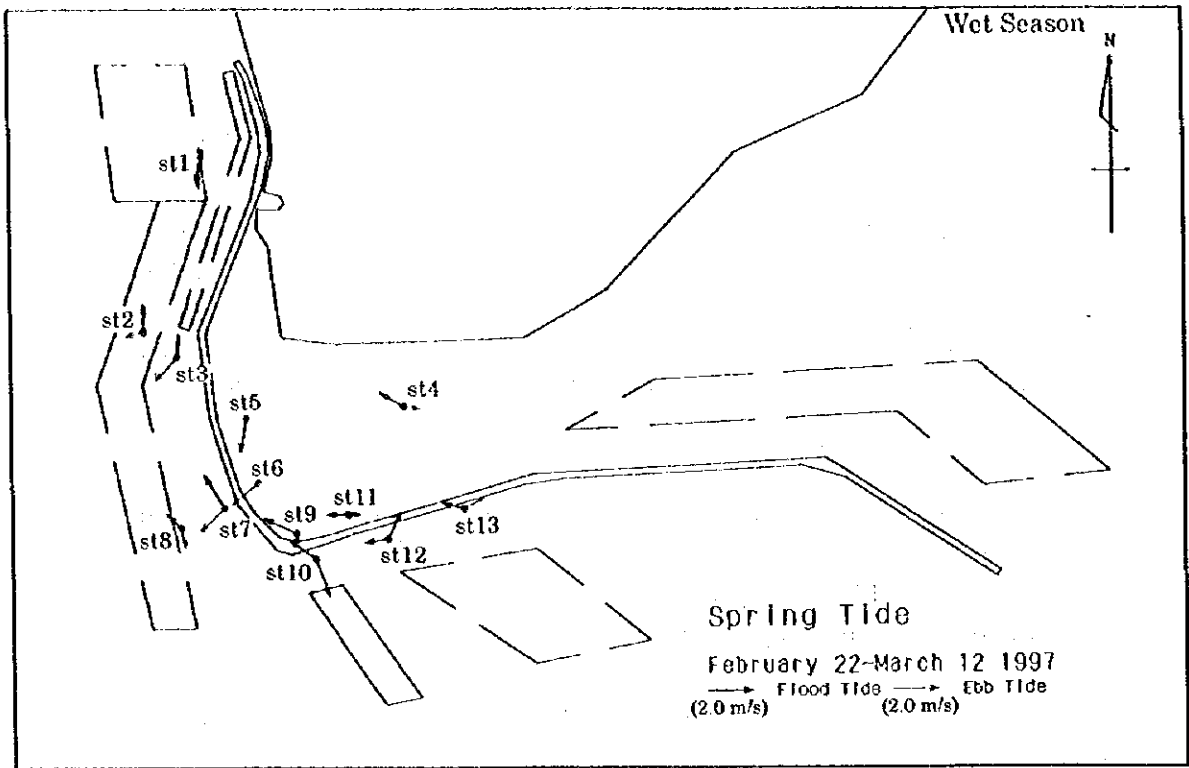 Wet Season
N
st1
st2
st3
st4
st5
st6
st7
st8
st9
st10
st11
st12
st13
Spring Tide
February 22~March 12 1997
Flood Tide Ebb Tide
(2.0 m/s) (2.0 m/s)